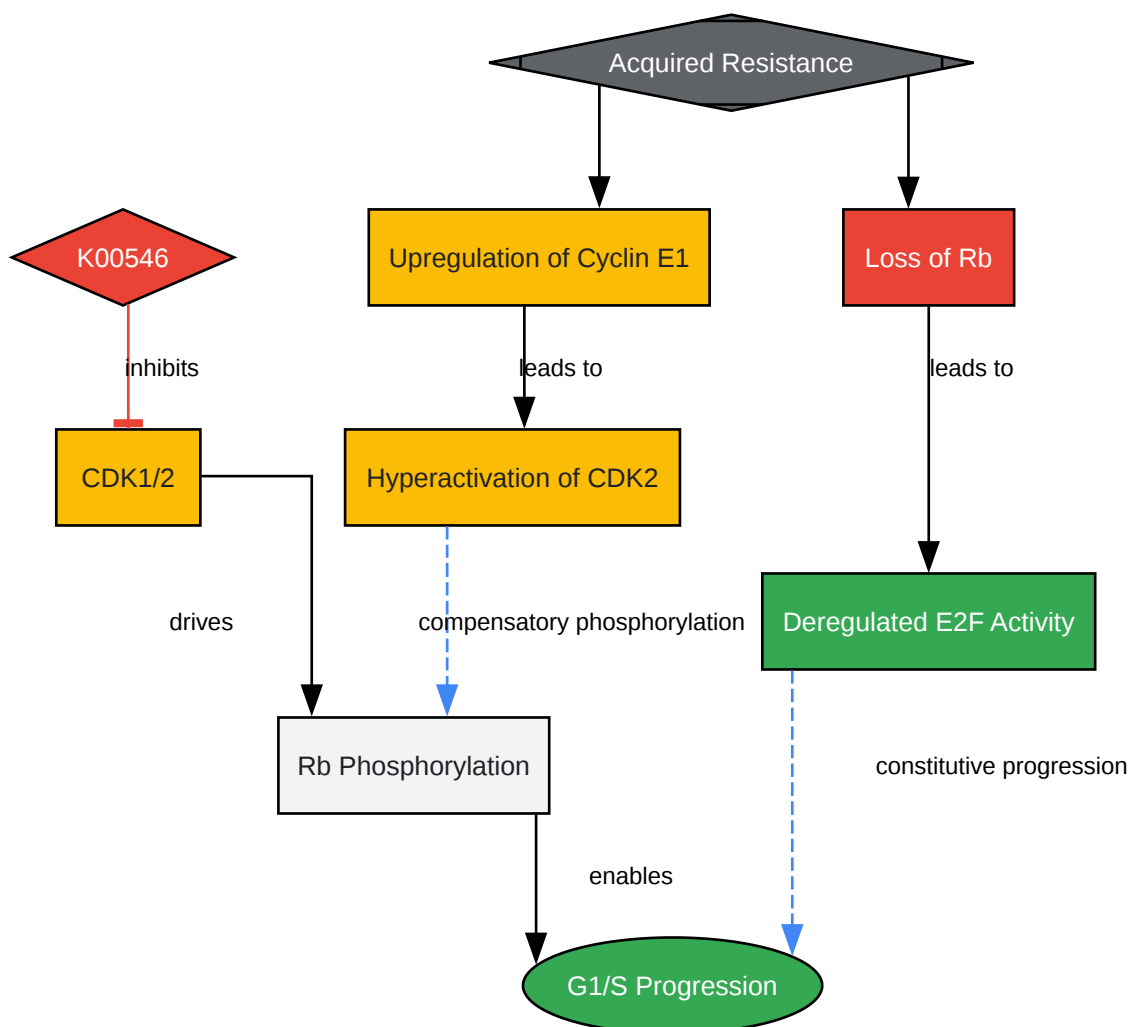 Acquired Resistance
K00546
Upregulation of Cyclin E1
Loss of Rb
inhibits
leads to
leads to
CDK1/2
Hyperactivation of CDK2
drives
compensatory phosphorylation
Deregulated E2F Activity
Rb Phosphorylation
constitutive progression
enables
G1/S Progression